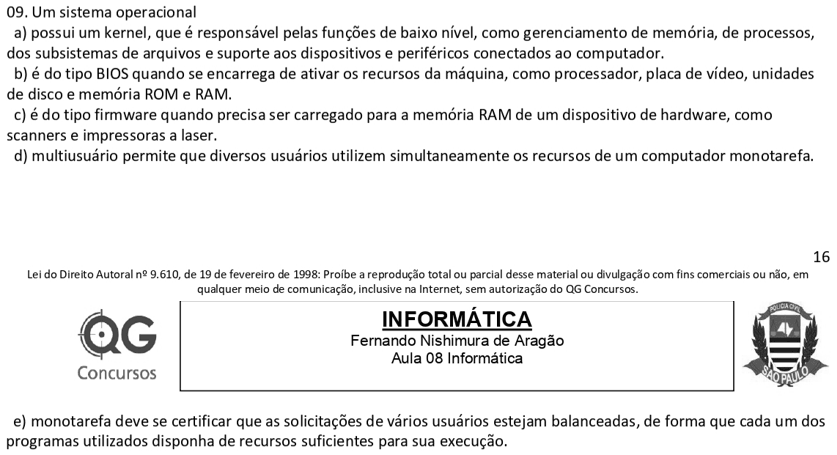 09. Um sistema operacional
a) possui um kernel, que é responsável pelas funções de baixo nível, como gerenciamento de memória, de processos,
dos subsistemas de arquivos e suporte aos dispositivos e periféricos conectados ao computador.
b) é do tipo BIOS quando se encarrega de ativar os recursos da máquina, como processador, placa de vídeo, unidades
de disco e memória ROM e RAM.
c) é do tipo firmware quando precisa ser carregado para a memória RAM de um dispositivo de hardware, como
scanners e impressoras a laser.
d) multiusuário permite que diversos usuários utilizem simultaneamente os recursos de um computador monotarefa.
16
Lei do Direito Autoral nº 9.610, de 19 de fevereiro de 1998: Proíbe a reprodução total ou parcial desse material ou divulgação com fins comerciais ou não, em
qualquer meio de comunicação, inclusive na Internet, sem autorização do QG Concursos.
QG
Concursos
INFORMÁTICA
Fernando Nishimura de Aragão
Aula 08 Informática
POLICIA CIVIL
SÃO PAULO
e) monotarefa deve se certificar que as solicitações de vários usuários estejam balanceadas, de forma que cada um dos
programas utilizados disponha de recursos suficientes para sua execução.